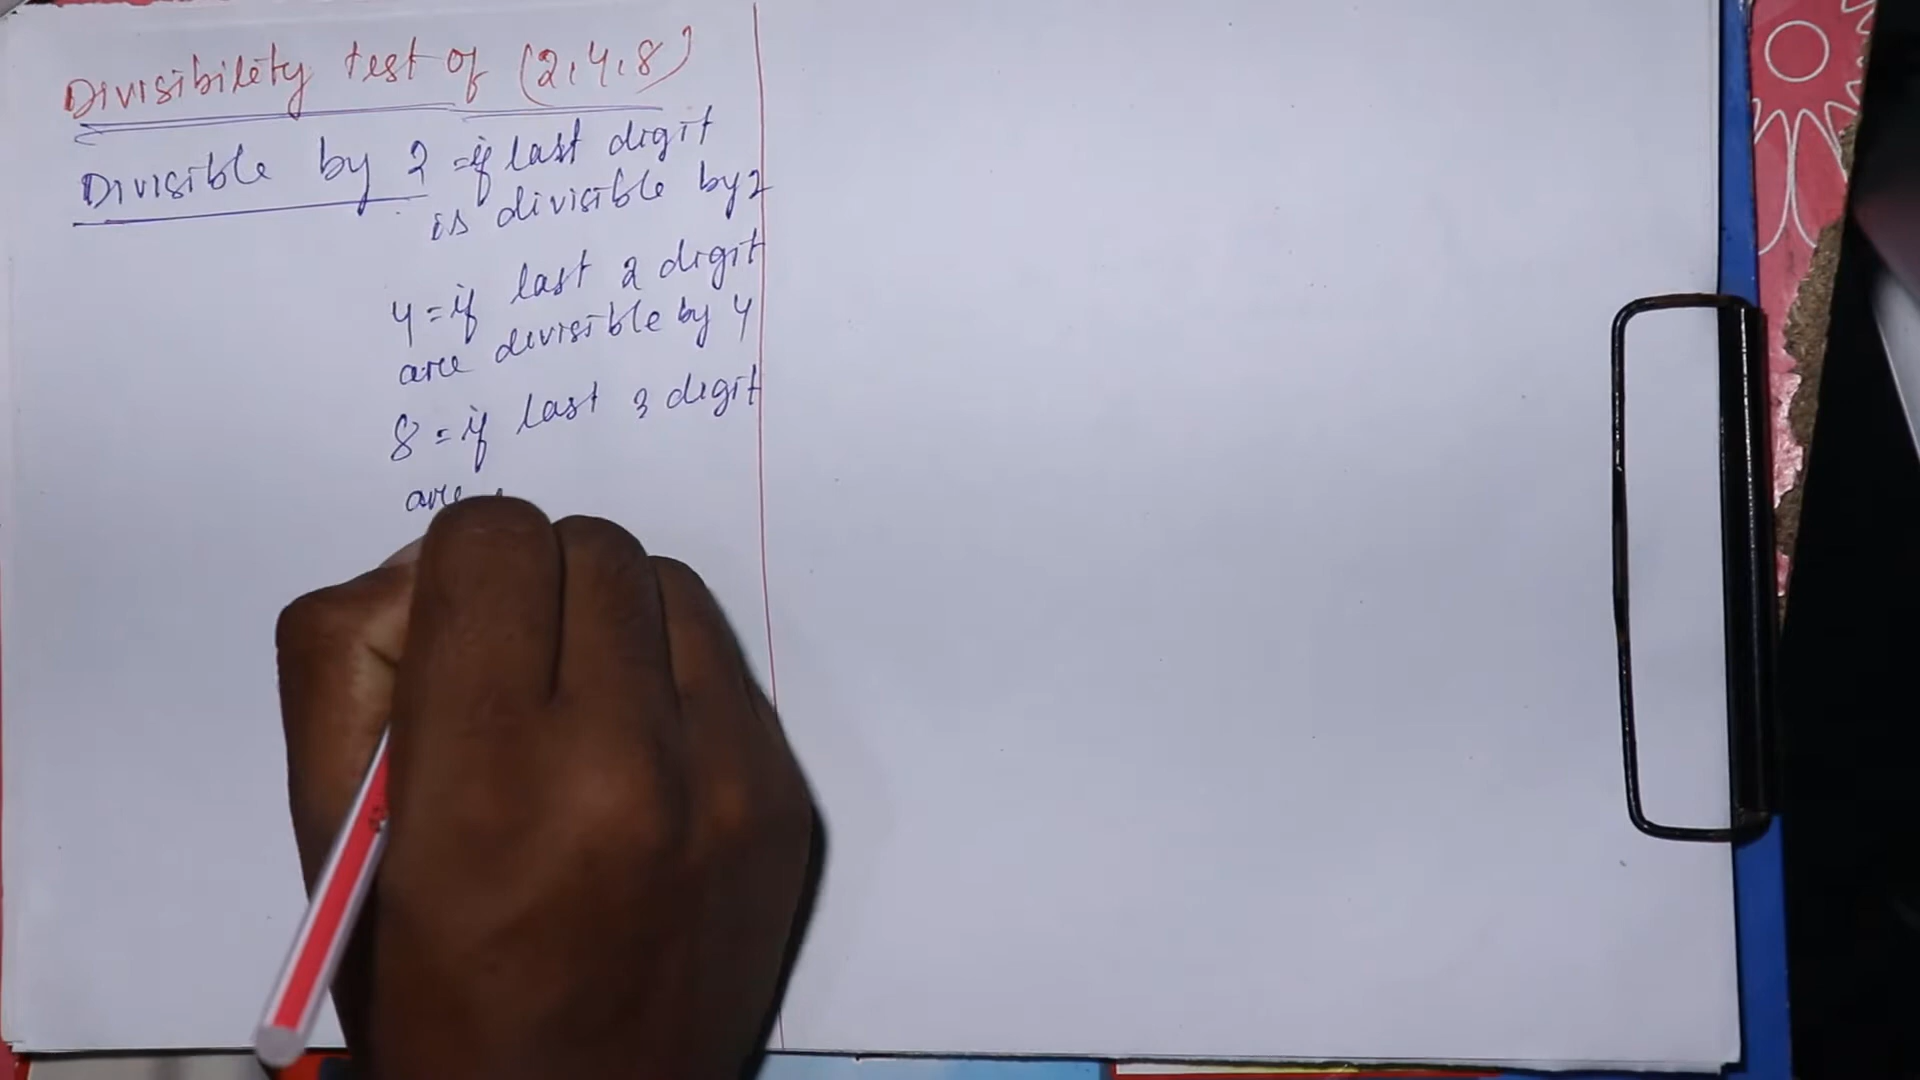 Divisibility test of (2,4,8)
Divisible by 2 = if last digit
is divisible by 2
4 = if last 2 digit
are divisible by 4
8 = if last 3 digit
are